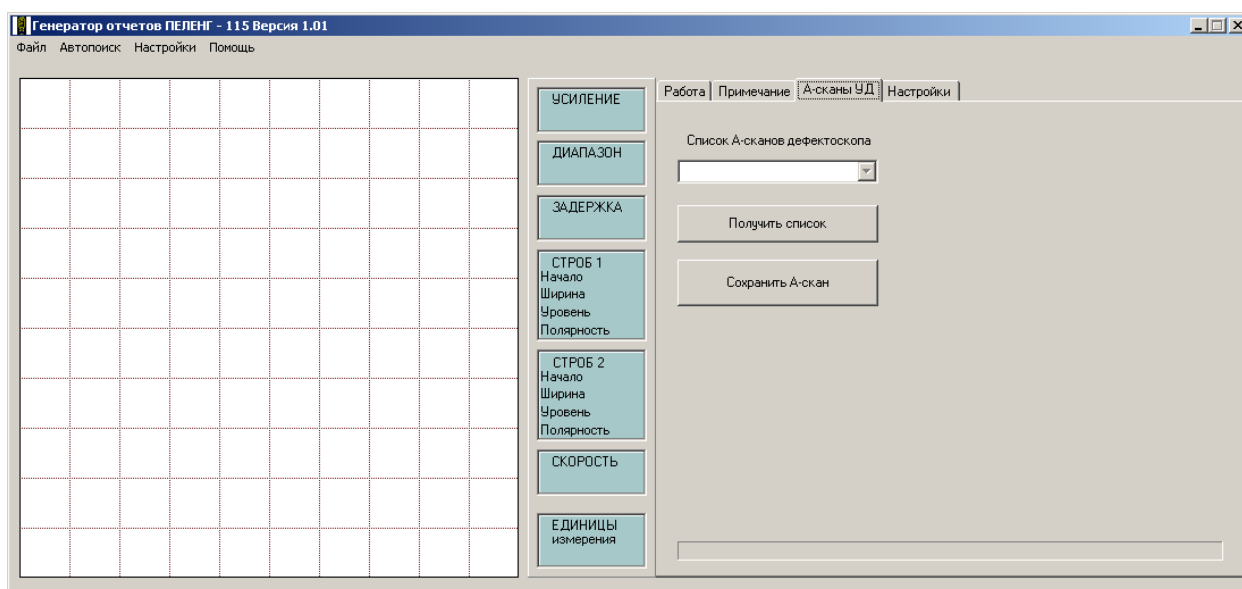 Генератор отчетов ПЕЛЕНГ - 115 Версия 1.01
Файл Автопоиск Настройки Помощь
УСИЛЕНИЕ
ДИАПАЗОН
ЗАДЕРЖКА
СТРОБ 1
Начало
Ширина
Уровень
Полярность
СТРОБ 2
Начало
Ширина
Уровень
Полярность
СКОРОСТЬ
ЕДИНИЦЫ
измерения
Работа Примечание А-сканы УД Настройки
Список А-сканов дефектоскопа
Получить список
Сохранить А-скан